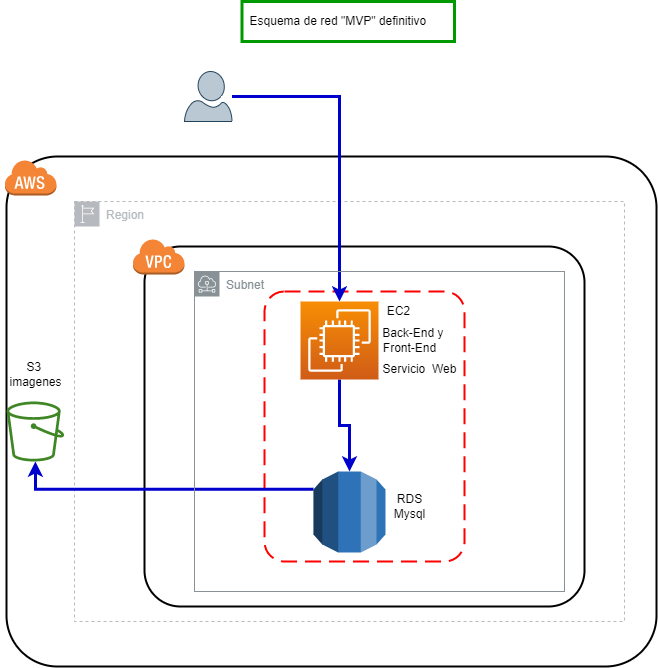 Esquema de red "MVP" definitivo
AWS
Region
VPC
Subnet
EC2
Back-End y
Front-End
Servicio Web
S3
imagenes
RDS
Mysql